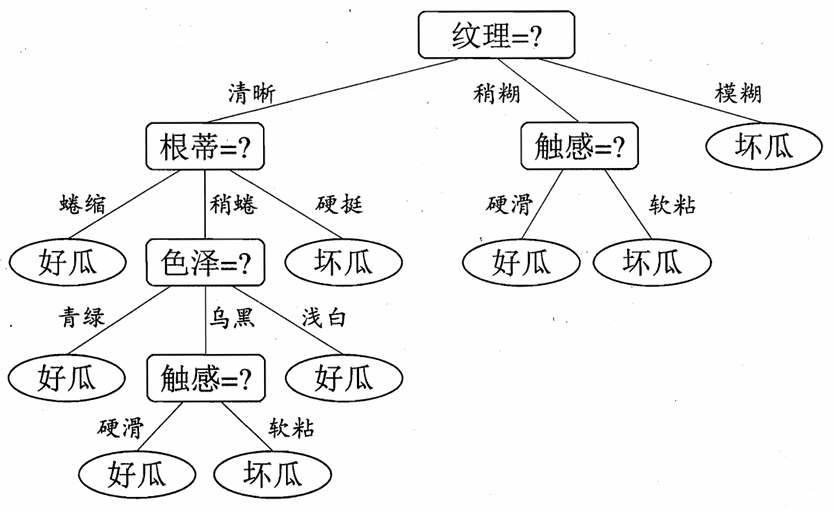 纹理=?
清晰 稍糊 模糊
根蒂=? 触感=? 坏瓜
蜷缩 稍蜷 硬挺 硬滑 软粘
好瓜 色泽=? 坏瓜 好瓜 坏瓜
青绿 乌黑 浅白
好瓜 触感=? 好瓜
硬滑 软粘
好瓜 坏瓜